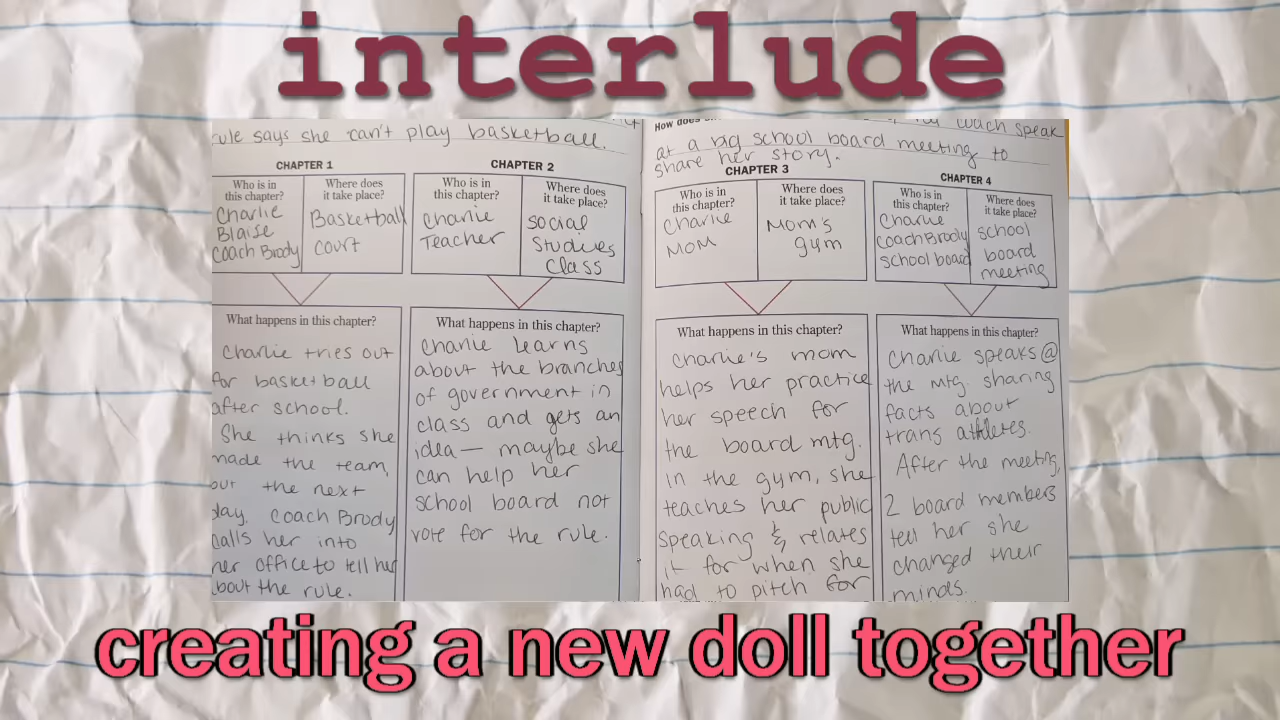 interlude
rule says she can't play basketball.
CHAPTER 1
Who is in
this chapter?
Charlie
Blaise
Coach Brody
Where does
it take place?
Basketball
court
What happens in this chapter?
Charlie tries out
for basketball
after school.
She thinks she
made the team,
but the next
day, Coach Brody
calls her into
her office to tell her
about the rule.
CHAPTER 2
Who is in
this chapter?
Charlie
Teacher
Where does
it take place?
social
studies
class
What happens in this chapter?
Charlie learns
about the branches
of government in
class and gets an
idea — maybe she
can help her
school board not
vote for the rule.
How does
coach speak
at a big school board meeting to
share her story.
CHAPTER 3
Who is in
this chapter?
Charlie
Mom
Where does
it take place?
Mom's
gym
What happens in this chapter?
Charlie's mom
helps her practice
her speech for
the board mtg.
in the gym, she
teaches her public
speaking & relates
it for when she
had to pitch for
CHAPTER 4
Who is in
this chapter?
Charlie
Coach Brody
school board
Where does
it take place?
school
board
meeting
What happens in this chapter?
Charlie speaks @
the mtg. sharing
facts about
trans athletes.
After the meeting,
2 board members
tell her she
changed their
minds.
creating a new doll together